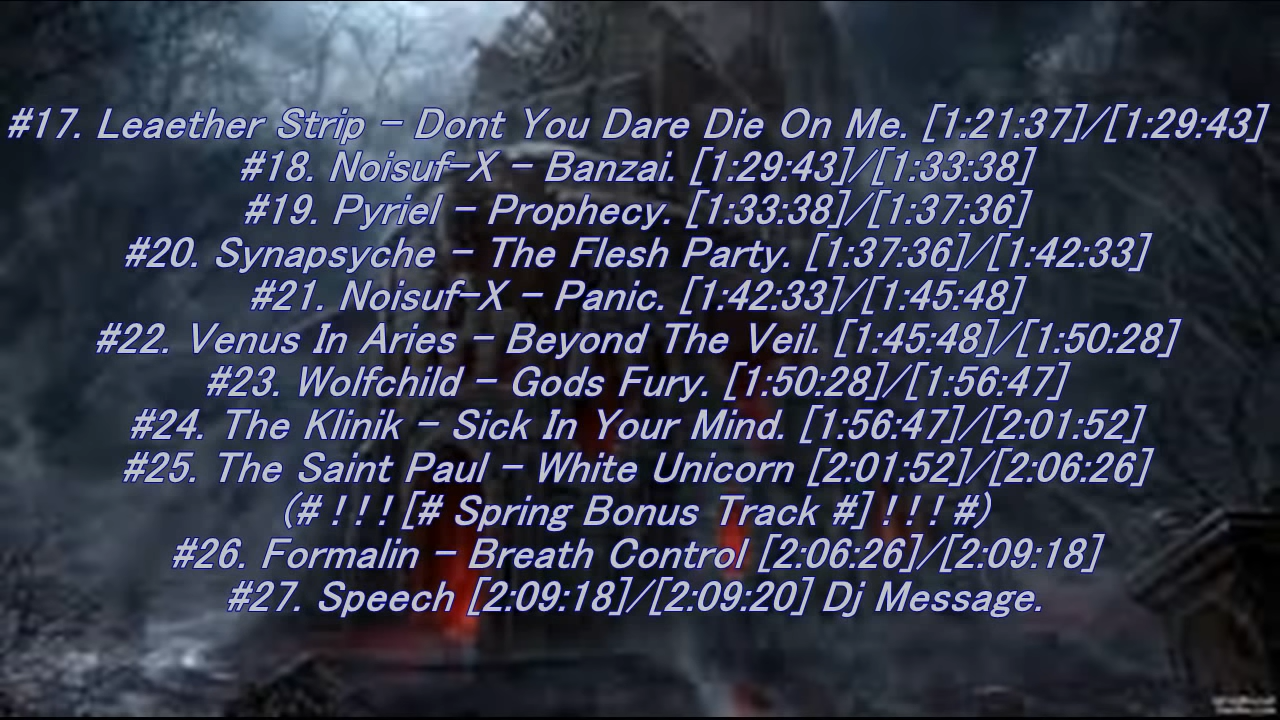 #17. Leaether Strip - Dont You Dare Die On Me. [1:21:37]/[1:29:43]
#18. Noisuf-X - Banzai. [1:29:43]/[1:33:38]
#19. Pyriel - Prophecy. [1:33:38]/[1:37:36]
#20. Synapsyche - The Flesh Party. [1:37:36]/[1:42:33]
#21. Noisuf-X - Panic. [1:42:33]/[1:45:48]
#22. Venus In Aries - Beyond The Veil. [1:45:48]/[1:50:28]
#23. Wolfchild - Gods Fury. [1:50:28]/[1:56:47]
#24. The Klinik - Sick In Your Mind. [1:56:47]/[2:01:52]
#25. The Saint Paul - White Unicorn [2:01:52]/[2:06:26]
(# ! ! ! [# Spring Bonus Track #] ! ! ! #)
#26. Formalin - Breath Control [2:06:26]/[2:09:18]
#27. Speech [2:09:18]/[2:09:20] Dj Message.